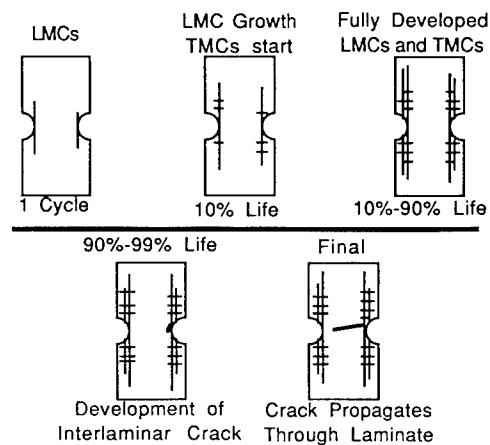 LMCs
LMC Growth
TMCs start
Fully Developed
LMCs and TMCs
1 Cycle
10% Life
10%-90% Life
90%-99% Life
Final
Development of
Interlaminar Crack
Crack Propagates
Through Laminate